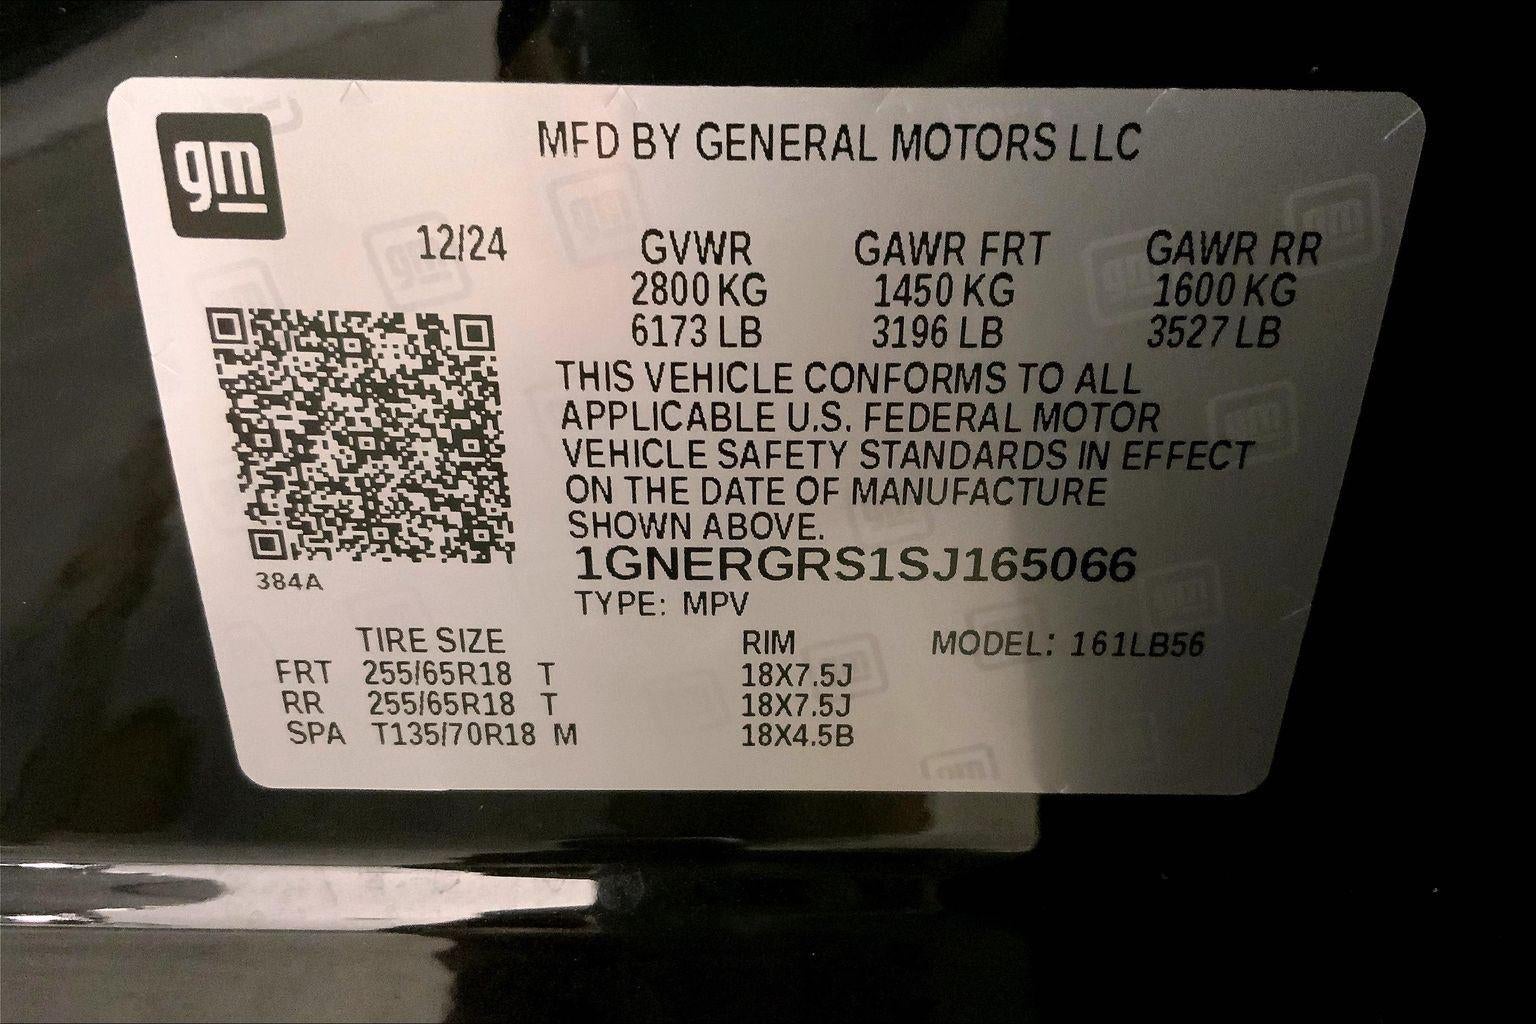 gm
MFD BY GENERAL MOTORS LLC
12/24 GVWR GAWR FRT GAWR RR
2800 KG 1450 KG 1600 KG
6173 LB 3196 LB 3527 LB
THIS VEHICLE CONFORMS TO ALL
APPLICABLE U.S. FEDERAL MOTOR
VEHICLE SAFETY STANDARDS IN EFFECT
ON THE DATE OF MANUFACTURE
SHOWN ABOVE.
1GNERGRS1SJ165066
384A
TYPE: MPV
TIRE SIZE RIM MODEL: 161LB56
FRT 255/65R18 T 18X7.5J
RR 255/65R18 T 18X7.5J
SPA T135/70R18 M 18X4.5B